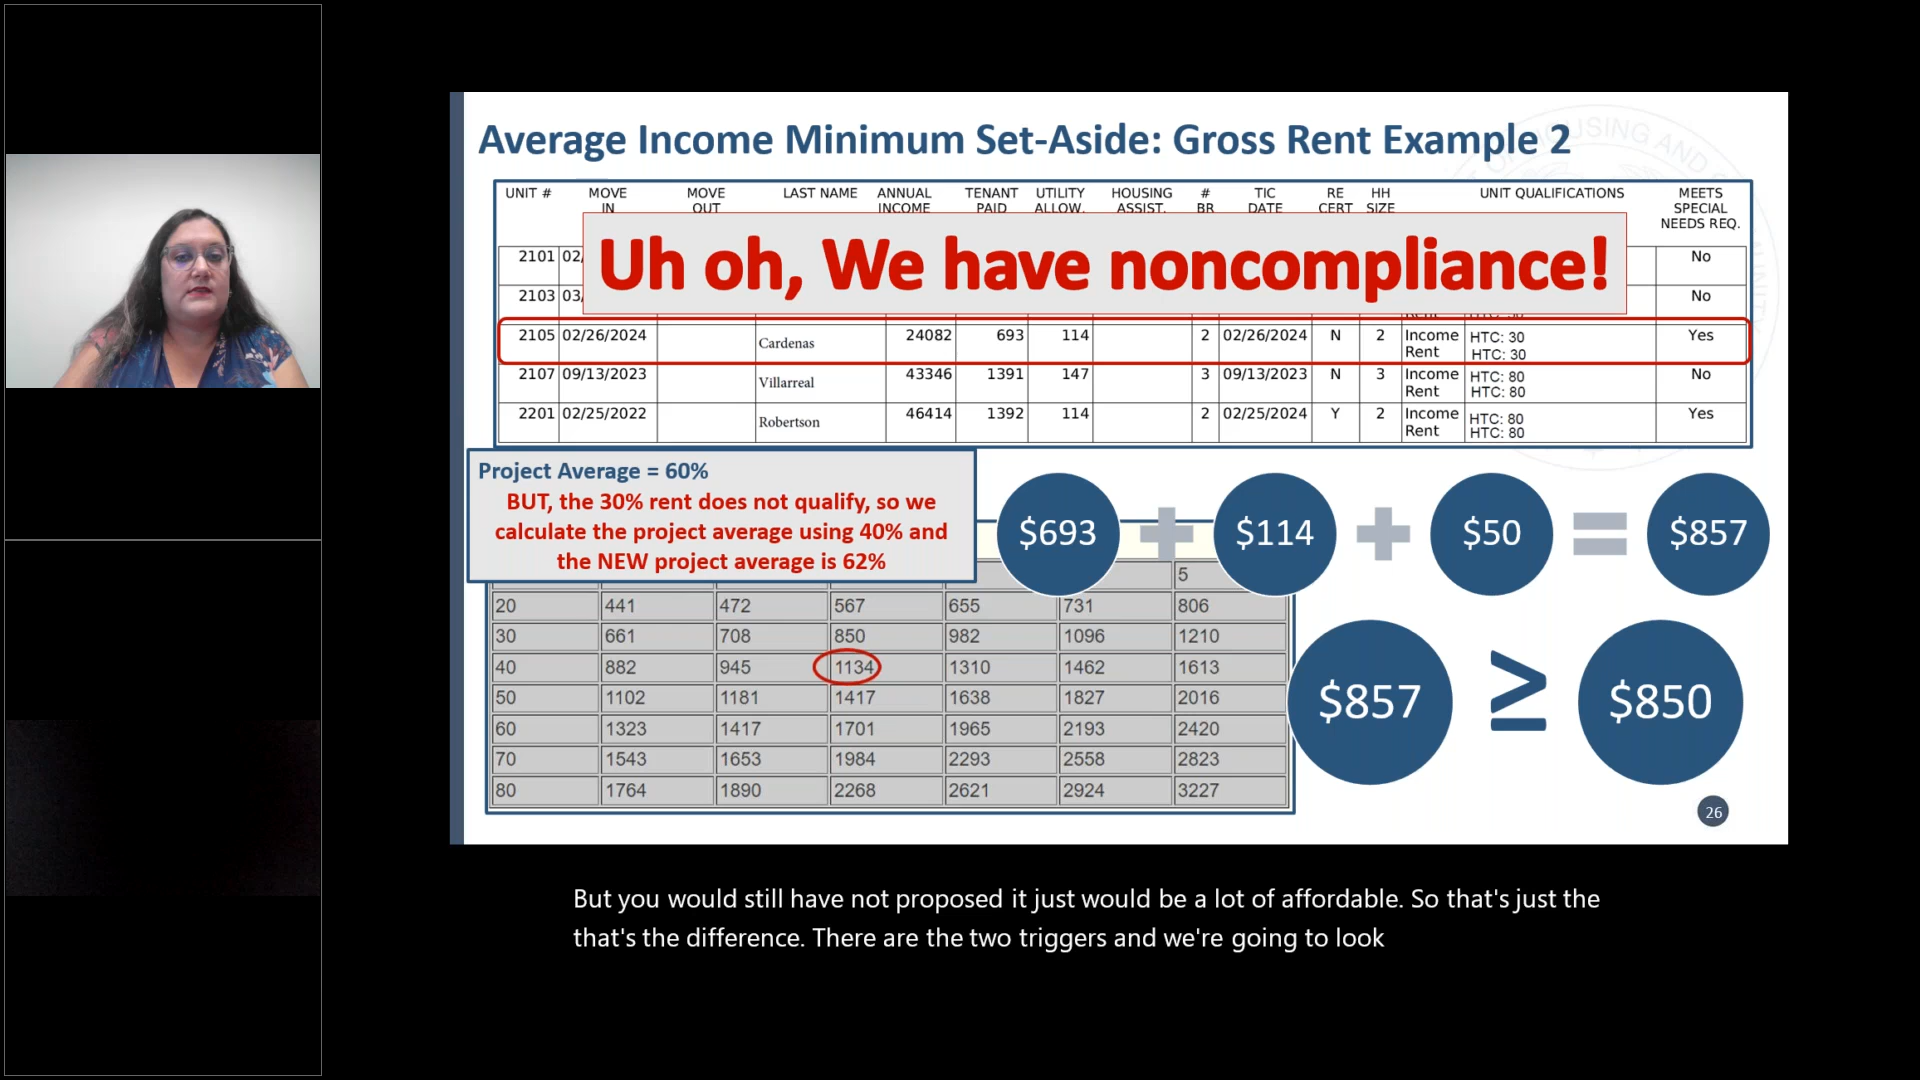 Average Income Minimum Set-Aside: Gross Rent Example 2
UNIT # MOVE IN MOVE OUT LAST NAME ANNUAL INCOME TENANT PAID UTILITY ALLOW. HOUSING ASSIST. # BR TIC DATE RE CERT HH SIZE UNIT QUALIFICATIONS MEETS SPECIAL NEEDS REQ.
Uh oh, We have noncompliance!
2101 02/ No
2103 03/ No
2105 02/26/2024 Cardenas 24082 693 114 2 02/26/2024 N 2 Income HTC: 30 Yes
Rent HTC: 30
2107 09/13/2023 Villarreal 43346 1391 147 3 09/13/2023 N 3 Income HTC: 80 No
Rent HTC: 80
2201 02/25/2022 Robertson 46414 1392 114 2 02/25/2024 Y 2 Income HTC: 80 Yes
Rent HTC: 80
Project Average = 60%
BUT, the 30% rent does not qualify, so we
calculate the project average using 40% and
the NEW project average is 62%
$693 + $114 + $50 = $857
5
20 441 472 567 655 731 806
30 661 708 850 982 1096 1210
40 882 945 1134 1310 1462 1613
50 1102 1181 1417 1638 1827 2016
60 1323 1417 1701 1965 2193 2420
70 1543 1653 1984 2293 2558 2823
80 1764 1890 2268 2621 2924 3227
$857 ≥ $850
26
But you would still have not proposed it just would be a lot of affordable. So that's just the
that's the difference. There are the two triggers and we're going to look